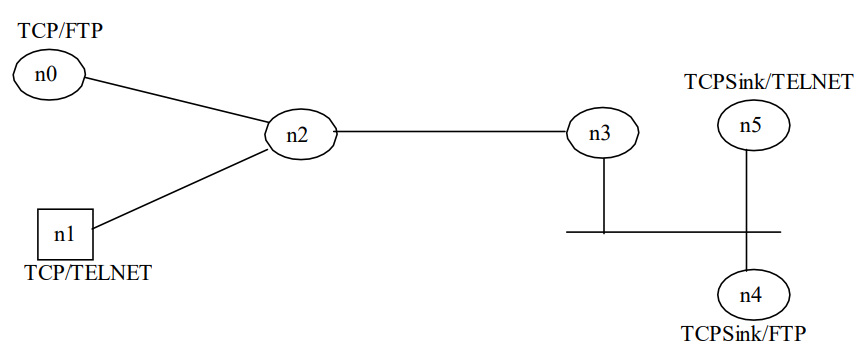 TCP/FTP
n0
TCPSink/TELNET
n5
n2
n3
n1
TCP/TELNET
n4
TCPSink/FTP